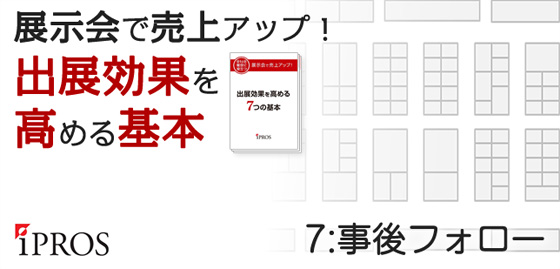 展示会で売上アップ!
出展効果を
高める基本
展示会で売上アップ!
出展効果を高める
7つの基本
iPROS
iPROS
7:事後フォロー